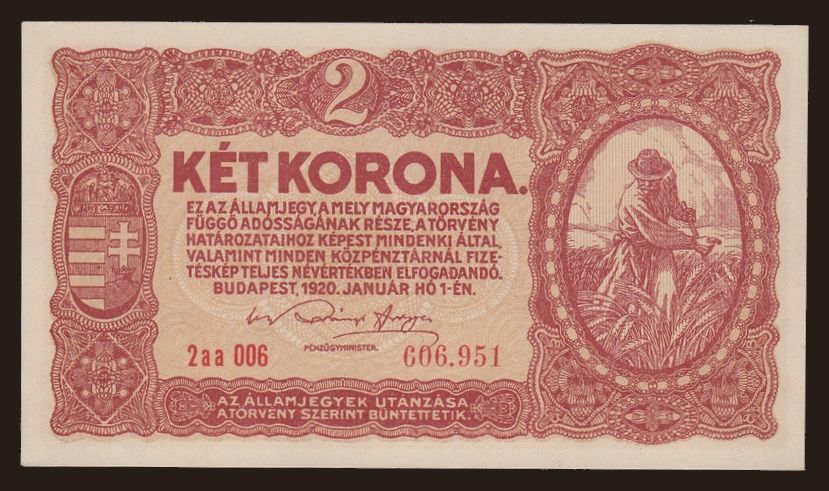 2
KÉT KORONA.
EZ AZ ÁLLAMJEGY, A MELY MAGYARORSZÁG
FÜGGŐ ADÓSSÁGÁNAK RÉSZE, A TÖRVÉNY
HATÁROZATAIHOZ KÉPEST MINDENKI ÁLTAL,
VALAMINT MINDEN KÖZPÉNZTÁRNÁL FIZE-
TÉSKÉP TELJES NÉVÉRTÉKBEN ELFOGADANDÓ.
BUDAPEST, 1920. JANUÁR HÓ 1-ÉN.
PÉNZÜGYMINISTER.
2aa 006 606.951
AZ ÁLLAMJEGYEK UTÁNZÁSA
A TÖRVÉNY SZERINT BÜNTETTETIK.